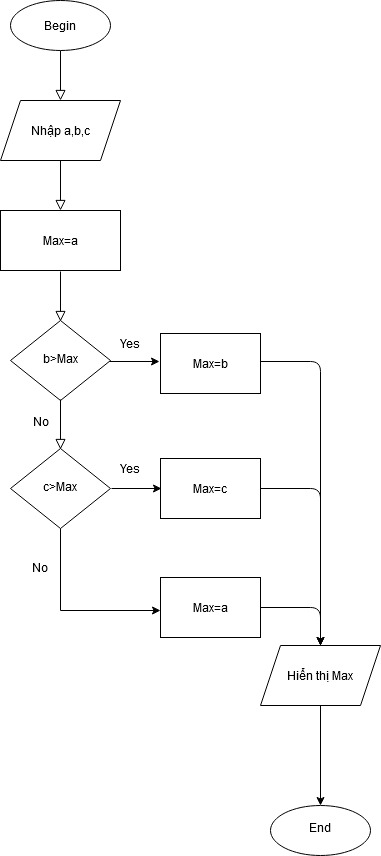 Begin
Nhập a,b,c
Max=a
b>Max
Yes
Max=b
No
c>Max
Yes
Max=c
No
Max=a
Hiển thị Max
End